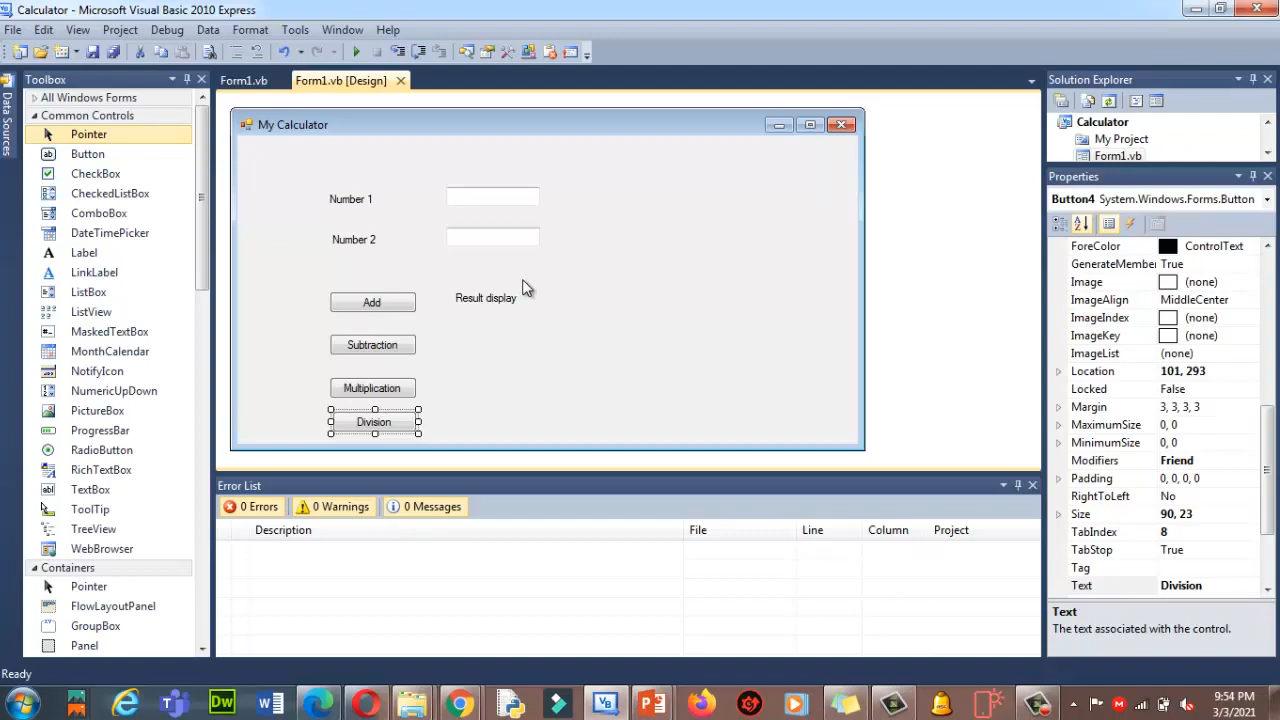 Calculator - Microsoft Visual Basic 2010 Express
File Edit View Project Debug Data Format Tools Window Help
Toolbox
All Windows Forms
Common Controls
Pointer
Button
CheckBox
CheckedListBox
ComboBox
DateTimePicker
Label
LinkLabel
ListBox
ListView
MaskedTextBox
MonthCalendar
NotifyIcon
NumericUpDown
PictureBox
ProgressBar
RadioButton
RichTextBox
TextBox
ToolTip
TreeView
WebBrowser
Containers
Pointer
FlowLayoutPanel
GroupBox
Panel
Data Sources
Form1.vb Form1.vb [Design]
My Calculator
Number 1
Number 2
Add
Result display
Subtraction
Multiplication
Division
Error List
0 Errors 0 Warnings 0 Messages
Description File Line Column Project
Solution Explorer
Calculator
My Project
Form1.vb
Properties
Button4 System.Windows.Forms.Button
ForeColor ControlText
GenerateMember True
Image (none)
ImageAlign MiddleCenter
ImageIndex (none)
ImageKey (none)
ImageList (none)
Location 101, 293
Locked False
Margin 3, 3, 3, 3
MaximumSize 0, 0
MinimumSize 0, 0
Modifiers Friend
Padding 0, 0, 0, 0
RightToLeft No
Size 90, 23
TabIndex 8
TabStop True
Tag
Text Division
Text
The text associated with the control.
Ready
Dw
9:54 PM
3/3/2021